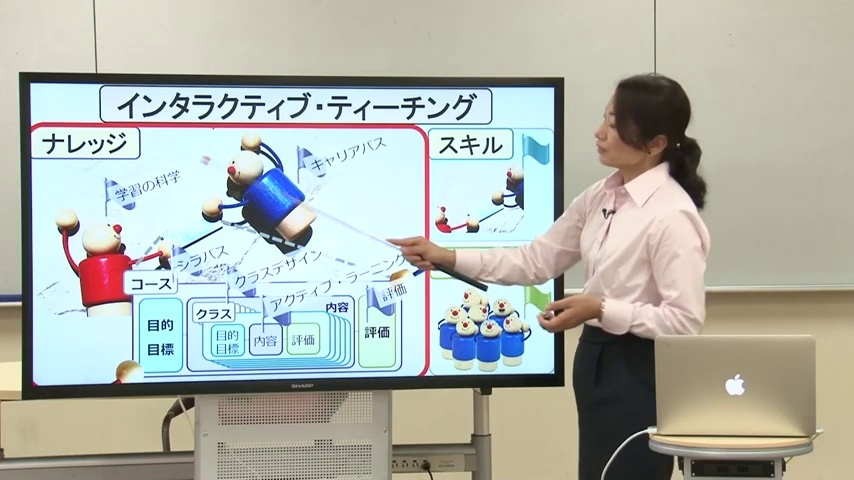 インタラクティブ・ティーチング
ナレッジ
スキル
学習の科学
キャリアパス
シラバス
クラスデザイン
アクティブ・ラーニング
評価
コース
目的
目標
クラス
内容
目的
目標
内容
評価
評価
SHARP